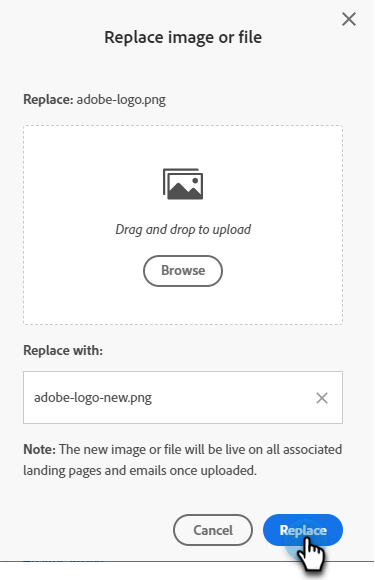 Replace image or file
Replace: adobe-logo.png
Drag and drop to upload
Browse
Replace with:
adobe-logo-new.png
Note: The new image or file will be live on all associated
landing pages and emails once uploaded.
Cancel
Replace